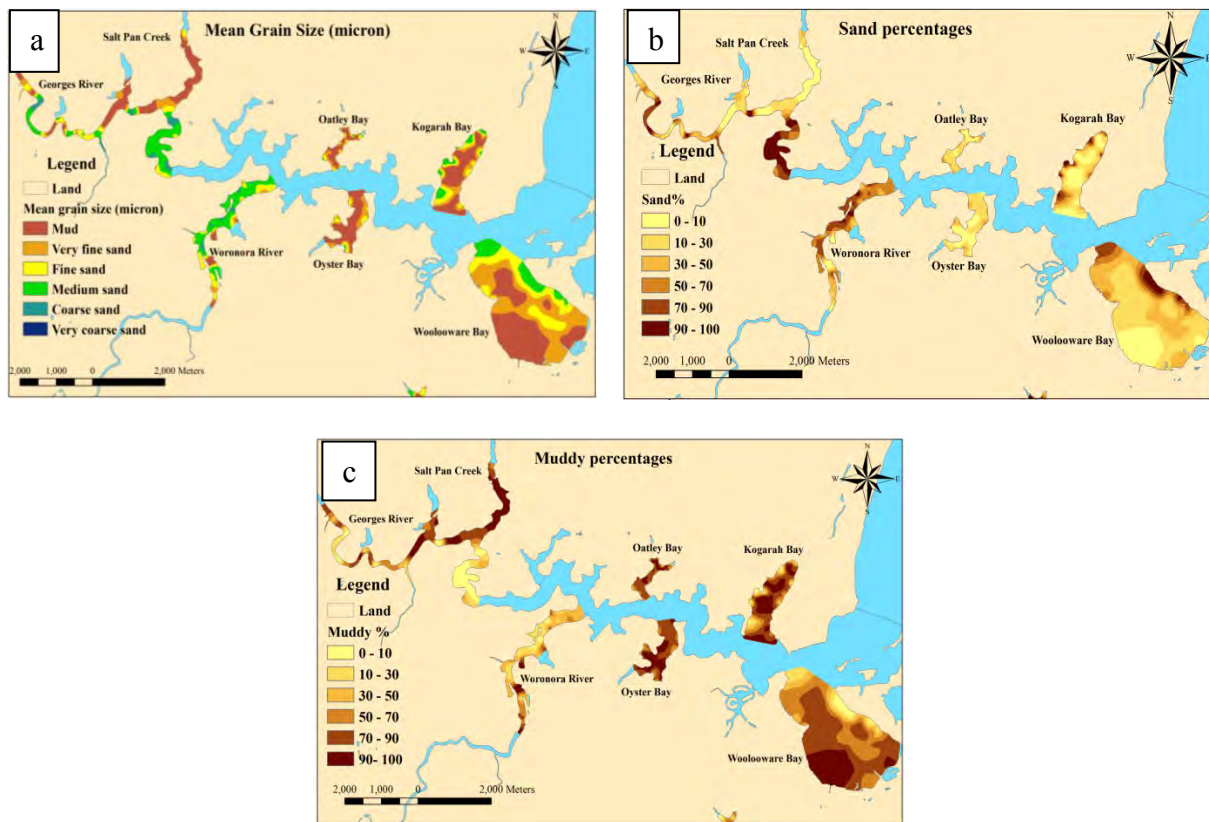 a
Mean Grain Size (micron)
Salt Pan Creek
Georges River
Oatley Bay
Kogarah Bay
Legend
Land
Mean grain size (micron)
Mud
Very fine sand
Fine sand
Medium sand
Coarse sand
Very coarse sand
Woronora River
Oyster Bay
Woolooware Bay
2,000 1,000 0 2,000 Meters
N
W E
S
b
Sand percentages
Salt Pan Creek
Georges River
Oatley Bay
Kogarah Bay
Legend
Land
Sand%
0 - 10
10 - 30
30 - 50
50 - 70
70 - 90
90 - 100
Woronora River
Oyster Bay
Woolooware Bay
2,000 1,000 0 2,000 Meters
N
W E
S
c
Muddy percentages
Salt Pan Creek
Georges River
Oatley Bay
Kogarah Bay
Legend
Land
Muddy %
0 - 10
10 - 30
30 - 50
50 - 70
70 - 90
90- 100
Woronora River
Oyster Bay
Woolooware Bay
2,000 1,000 0 2,000 Meters
N
W E
S